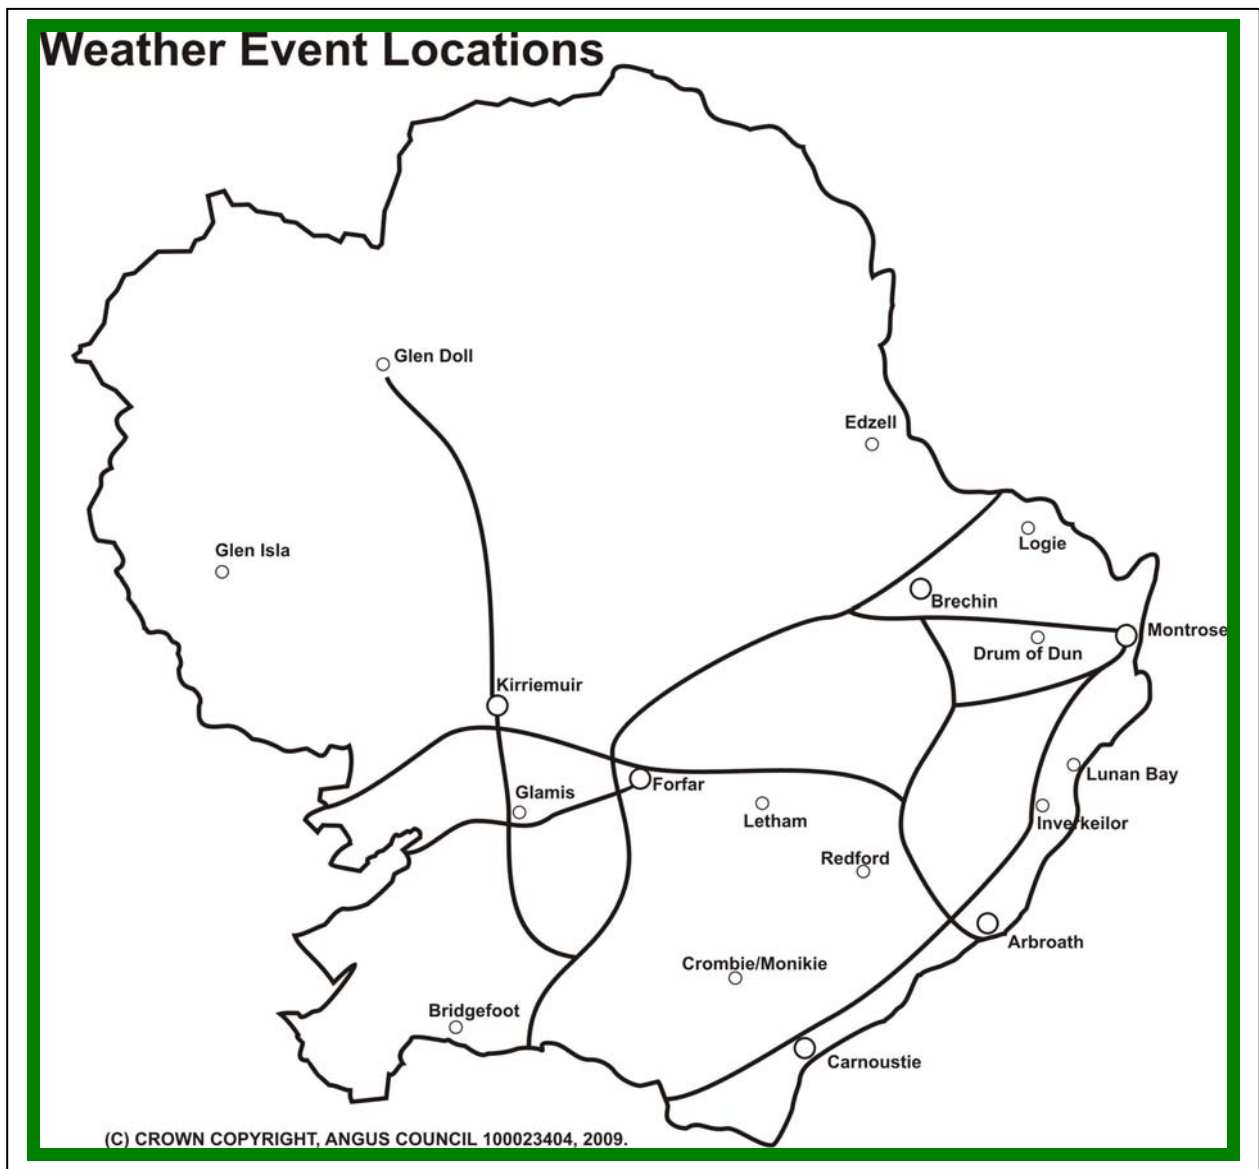 Weather Event Locations
Glen Doll
Edzell
Logie
Glen Isla
Brechin
Montrose
Drum of Dun
Kirriemuir
Lunan Bay
Forfar
Glamis
Letham
Inverkeilor
Redford
Arbroath
Crombie/Monikie
Bridgefoot
Carnoustie
(C) CROWN COPYRIGHT, ANGUS COUNCIL 100023404, 2009.